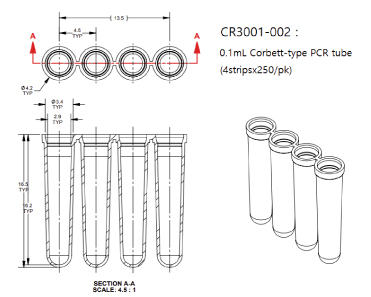 ( 13.5 )
4.5
TYP
A
A
Ø4.2
TYP
CR3001-002 :
0.1mL Corbett-type PCR tube
(4stripsx250/pk)
Ø3.4
TYP
2.9
TYP
16.5
TYP
16.2
TYP
SECTION A-A
SCALE: 4.5 : 1